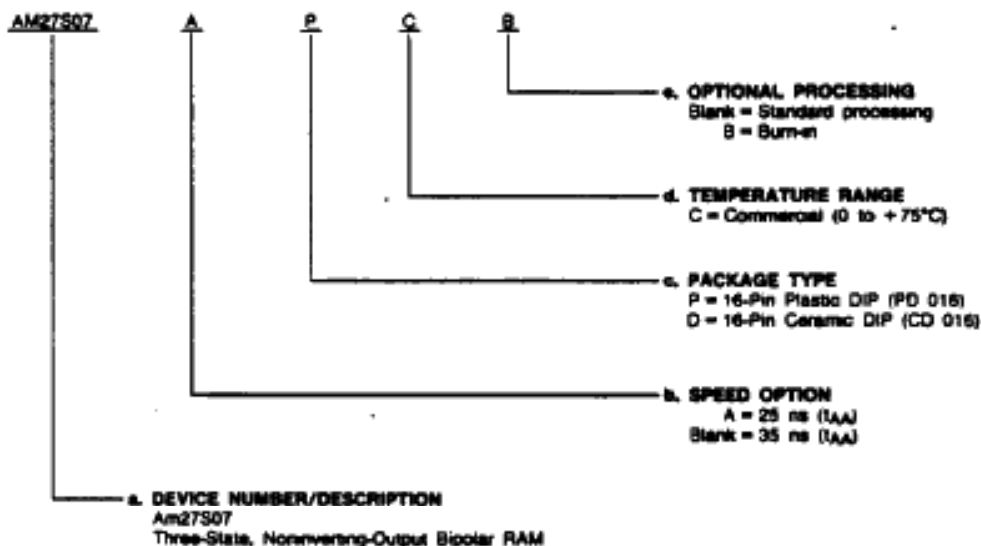 AM27S07 A P C B
e. OPTIONAL PROCESSING
Blank = Standard processing
B = Burn-in
d. TEMPERATURE RANGE
C = Commercial (0 to +75°C)
c. PACKAGE TYPE
P = 16-Pin Plastic DIP (PD 016)
D = 16-Pin Ceramic DIP (CD 016)
b. SPEED OPTION
A = 25 ns (tAA)
Blank = 35 ns (tAA)
a. DEVICE NUMBER/DESCRIPTION
Am27S07
Three-State, Noninverting-Output Bipolar RAM